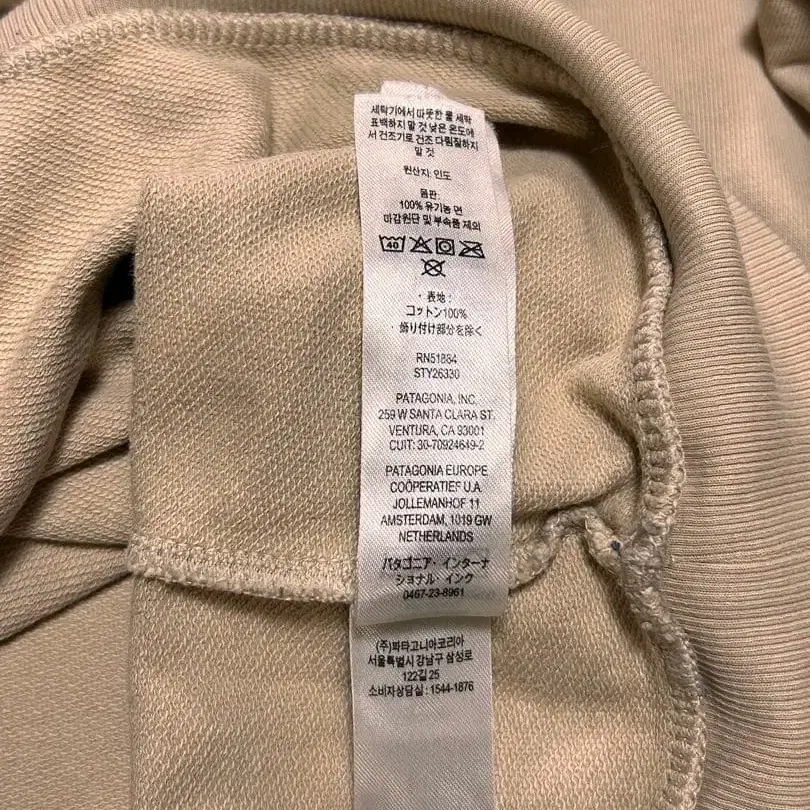 세탁기에서 따뜻한 물 세탁
표백하지 말 것 낮은 온도에
서 건조기로 건조 다림질하지
말 것
원산지: 인도
몸판:
100% 유기농 면
마감원단 및 부속품 제외
40
・表地：
コットン100%
・飾り付け部分を除く
RN51884
STY26330
PATAGONIA, INC.
259 W SANTA CLARA ST.
VENTURA, CA 93001
CUIT: 30-70924649-2
PATAGONIA EUROPE
COÖPERATIEF U.A.
JOLLEMANHOF 11
AMSTERDAM, 1019 GW
NETHERLANDS
パタゴニア・インターナ
ショナル・インク
0467-23-8961
(주)파타고니아코리아
서울특별시 강남구 삼성로
122길 25
소비자상담실 : 1544-1876